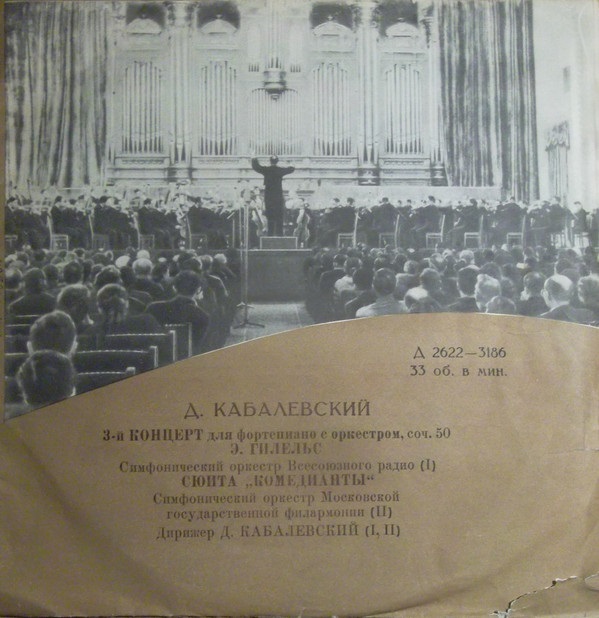 Д 2622—3186
33 об. в мин.
Д. КАБАЛЕВСКИЙ
3-й КОНЦЕРТ для фортепиано с оркестром, соч. 50
Э. ГИЛЕЛЬС
Симфонический оркестр Всесоюзного радио (I)
СЮИТА „КОМЕДИАНТЫ“
Симфонический оркестр Московской
государственной филармонии (II)
Дирижер Д. КАБАЛЕВСКИЙ (I, II)